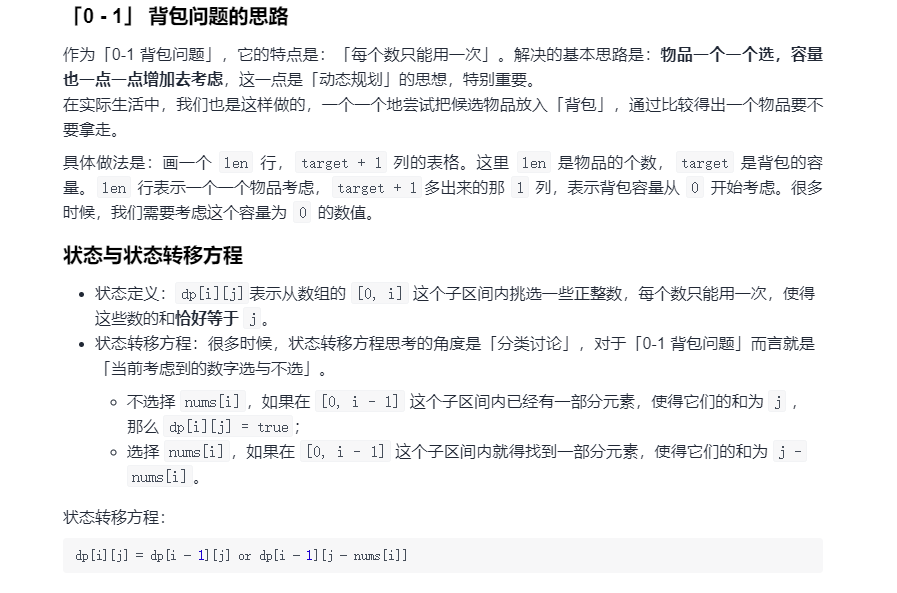 「0 - 1」 背包问题的思路
作为「0-1 背包问题」，它的特点是：「每个数只能用一次」。解决的基本思路是：物品一个一个选，容量
也一点一点增加去考虑，这一点是「动态规划」的思想，特别重要。
在实际生活中，我们也是这样做的，一个一个地尝试把候选物品放入「背包」，通过比较得出一个物品要不
要拿走。
具体做法是：画一个 len 行， target + 1 列的表格。这里 len 是物品的个数， target 是背包的容
量。 len 行表示一个一个物品考虑， target + 1 多出来的那 1 列，表示背包容量从 0 开始考虑。很多
时候，我们需要考虑这个容量为 0 的数值。
状态与状态转移方程
• 状态定义： dp[i][j] 表示从数组的 [0, i] 这个子区间内挑选一些正整数，每个数只能用一次，使得
这些数的和恰好等于 j 。
• 状态转移方程：很多时候，状态转移方程思考的角度是「分类讨论」，对于「0-1 背包问题」而言就是
「当前考虑到的数字选与不选」。
◦ 不选择 nums[i] ，如果在 [0, i - 1] 这个子区间内已经有一部分元素，使得它们的和为 j ，
那么 dp[i][j] = true ；
◦ 选择 nums[i] ，如果在 [0, i - 1] 这个子区间内就得找到一部分元素，使得它们的和为 j -
nums[i] 。
状态转移方程：
dp[i][j] = dp[i - 1][j] or dp[i - 1][j - nums[i]]